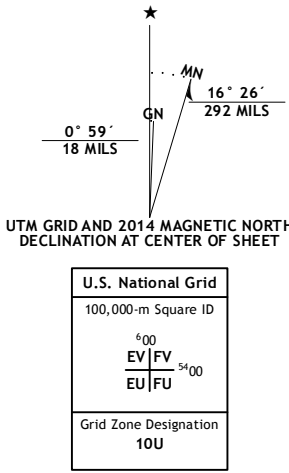 ★
MN
GN
16° 26´
292 MILS
0° 59´
18 MILS
UTM GRID AND 2014 MAGNETIC NORTH
DECLINATION AT CENTER OF SHEET
U.S. National Grid
100,000-m Square ID
⁶00
EV FV
⁵⁴00
EU FU
Grid Zone Designation
10U